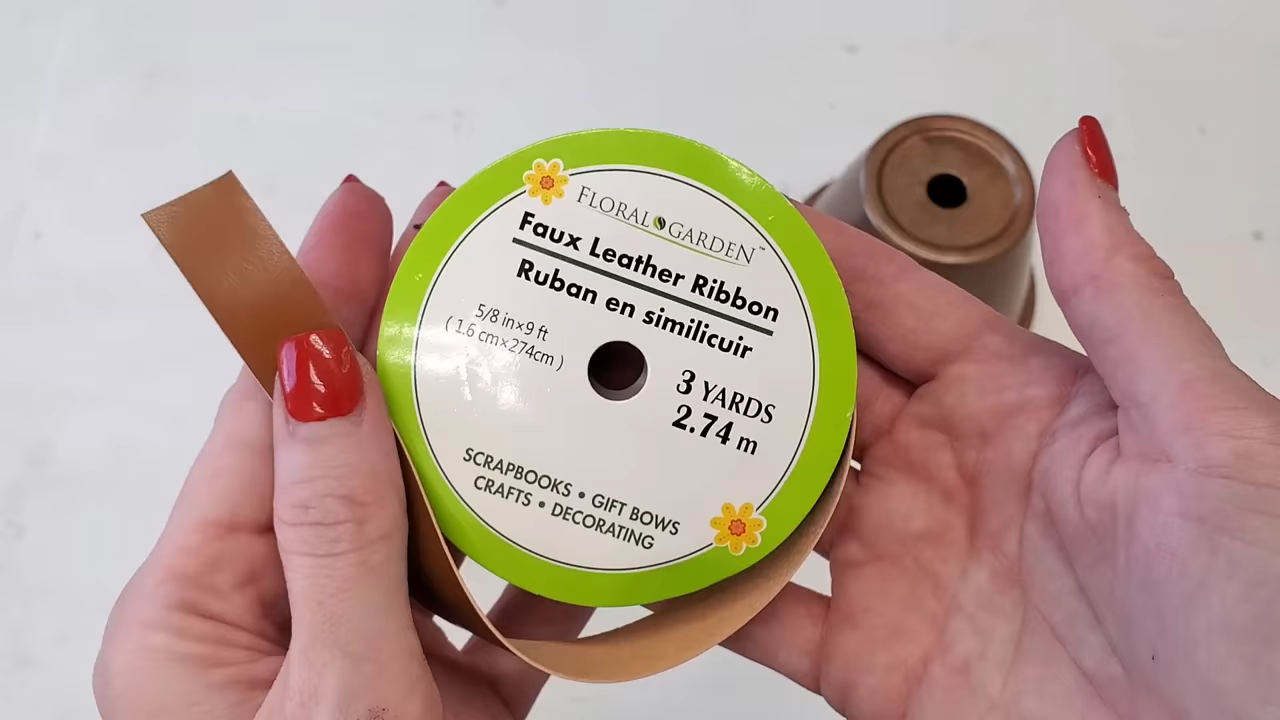 FLORAL GARDEN™
Faux Leather Ribbon
Ruban en similicuir
5/8 in×9 ft
( 1.6 cm×274cm )
3 YARDS
2.74 m
SCRAPBOOKS • GIFT BOWS
CRAFTS • DECORATING